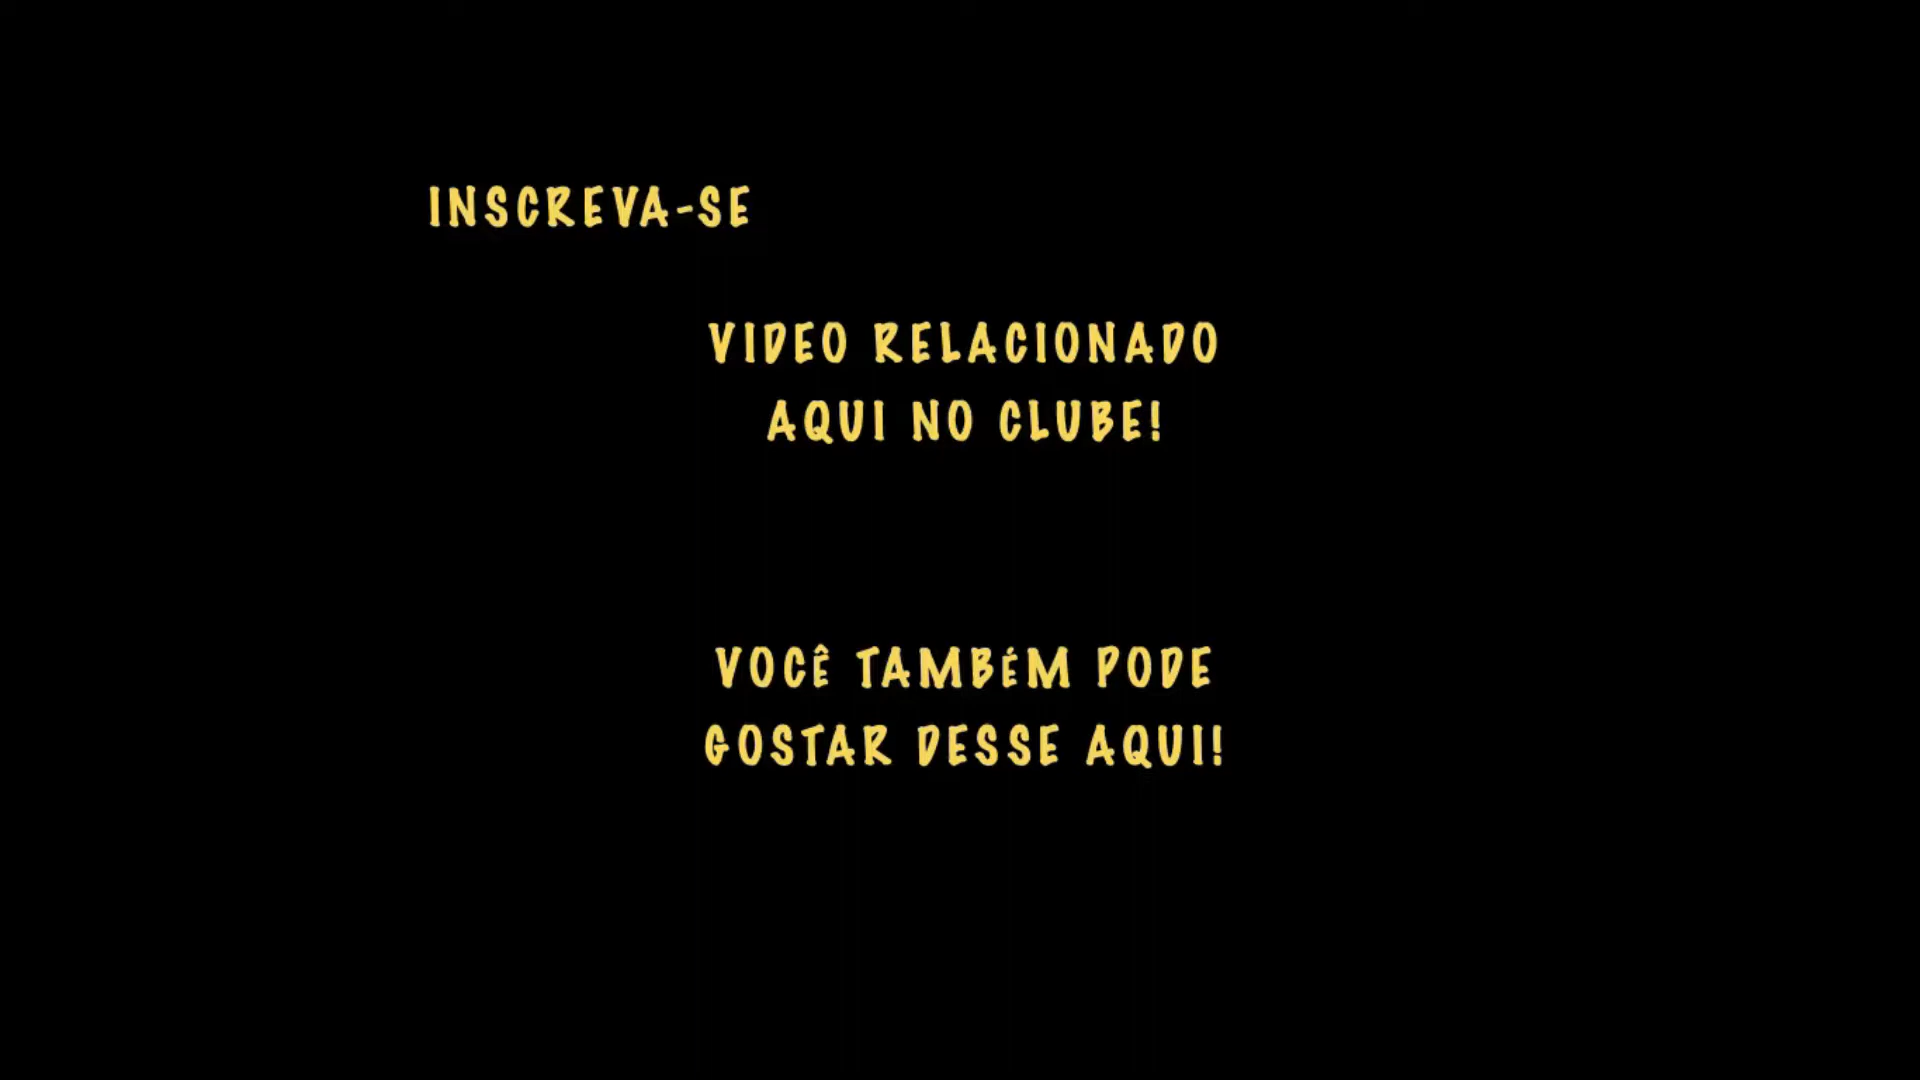 INSCREVA-SE
VIDEO RELACIONADO
AQUI NO CLUBE!
VOCÊ TAMBÉM PODE
GOSTAR DESSE AQUI!